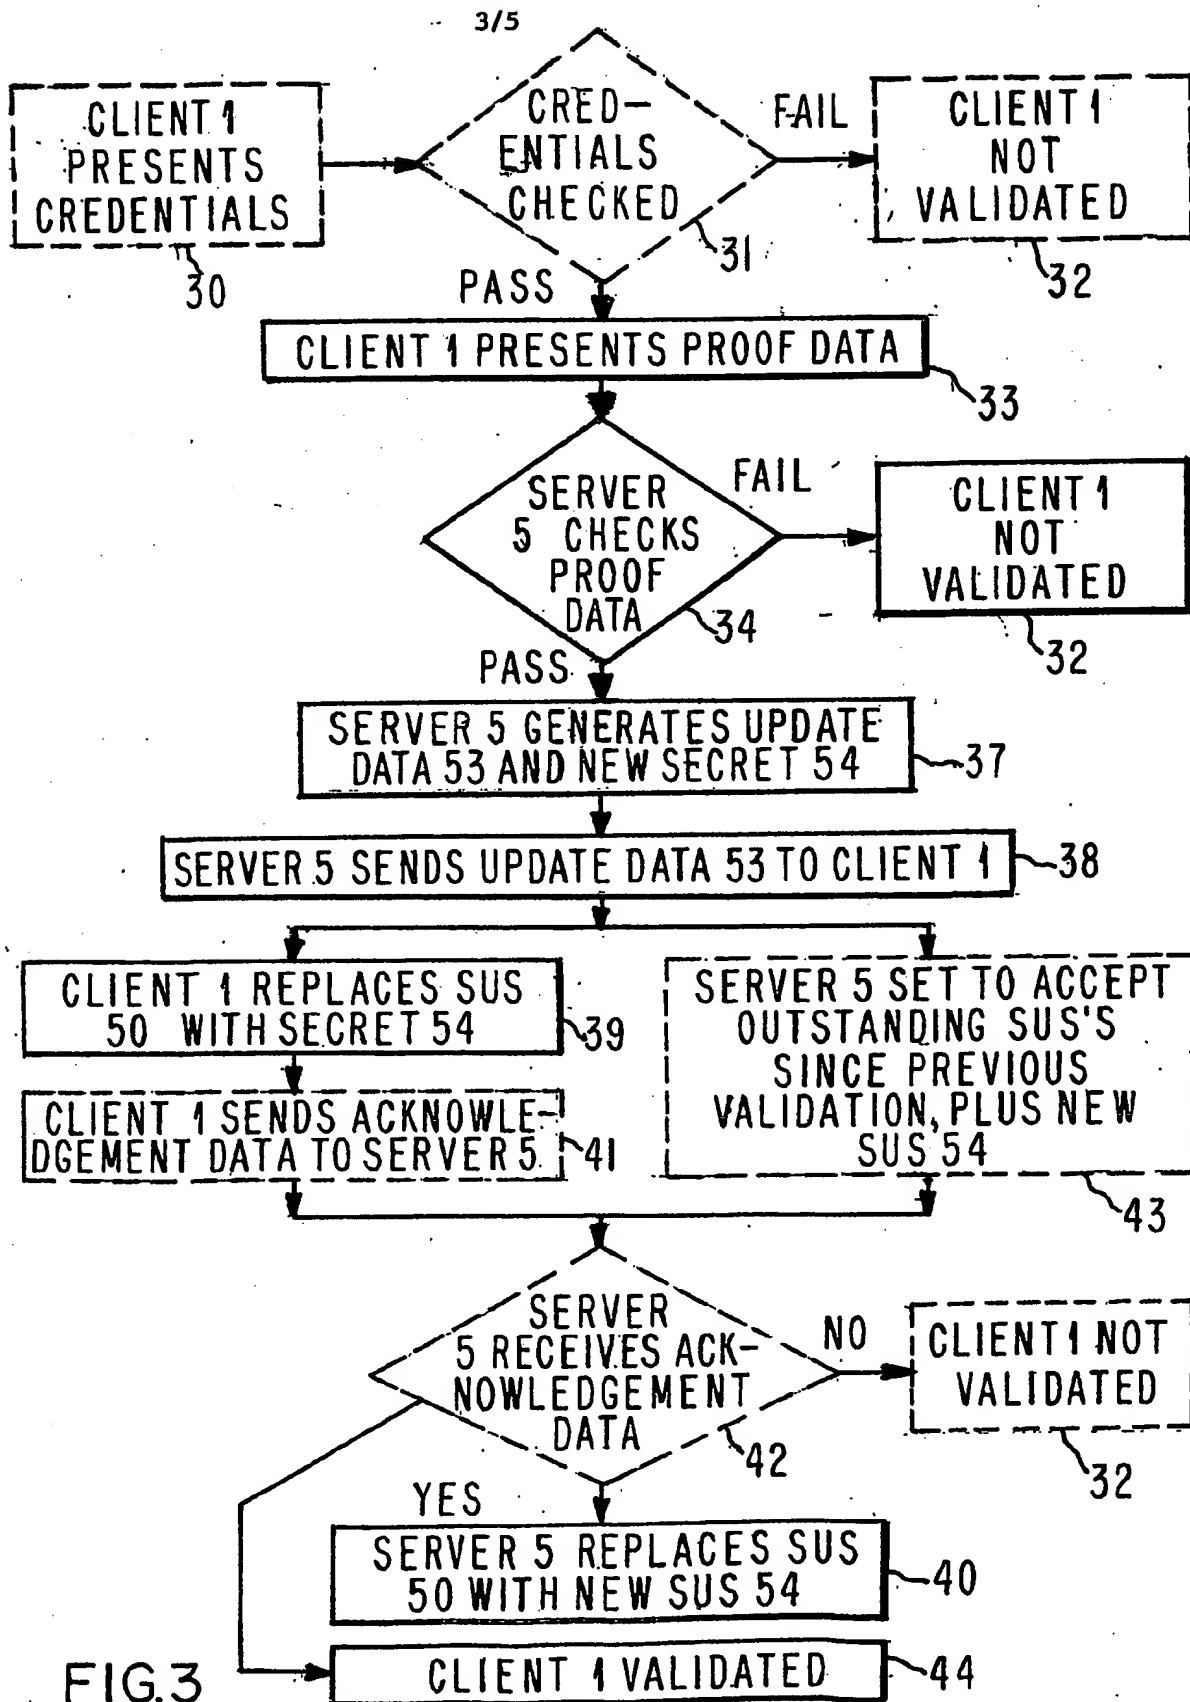 3/5
CLIENT 1
PRESENTS
CREDENTIALS
30
CRED-
ENTIALS
CHECKED
31
FAIL
CLIENT 1
NOT
VALIDATED
32
PASS
CLIENT 1 PRESENTS PROOF DATA
33
SERVER
5 CHECKS
PROOF
DATA
34
FAIL
CLIENT 1
NOT
VALIDATED
32
PASS
SERVER 5 GENERATES UPDATE
DATA 53 AND NEW SECRET 54
37
SERVER 5 SENDS UPDATE DATA 53 TO CLIENT 1
38
CLIENT 1 REPLACES SUS
50 WITH SECRET 54
39
CLIENT 1 SENDS ACKNOWLE-
DGEMENT DATA TO SERVER 5
41
SERVER 5 SET TO ACCEPT
OUTSTANDING SUS'S
SINCE PREVIOUS
VALIDATION, PLUS NEW
SUS 54
43
SERVER
5 RECEIVES ACK-
NOWLEDGEMENT
DATA
42
NO
CLIENT 1 NOT
VALIDATED
32
YES
SERVER 5 REPLACES SUS
50 WITH NEW SUS 54
40
CLIENT 1 VALIDATED
44
FIG.3